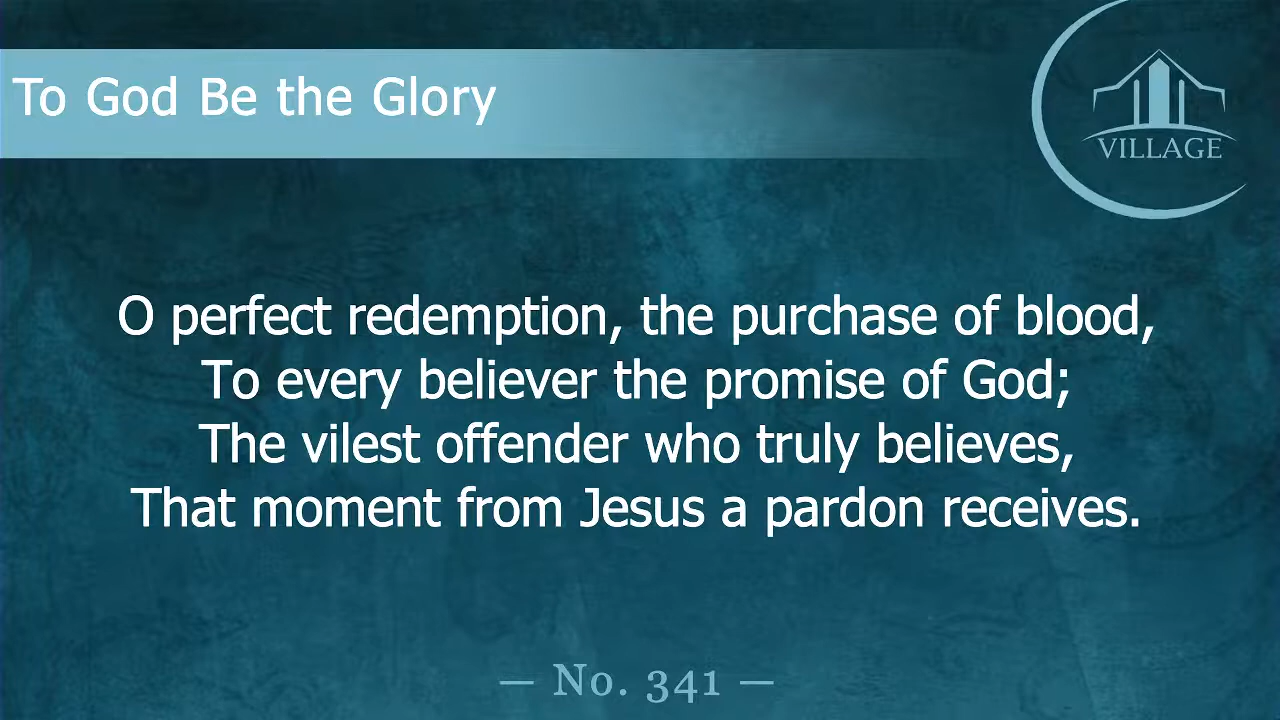 To God Be the Glory
VILLAGE
O perfect redemption, the purchase of blood,
To every believer the promise of God;
The vilest offender who truly believes,
That moment from Jesus a pardon receives.
— No. 341 —